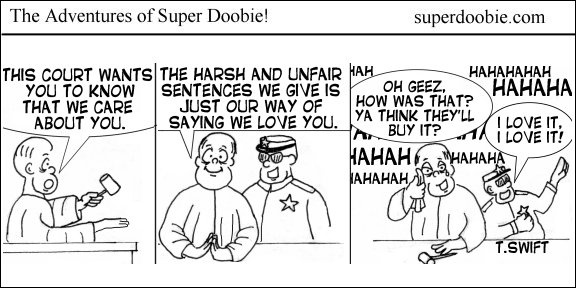 The Adventures of Super Doobie!
superdoobie.com
THIS COURT WANTS
YOU TO KNOW
THAT WE CARE
ABOUT YOU.
THE HARSH AND UNFAIR
SENTENCES WE GIVE IS
JUST OUR WAY OF
SAYING WE LOVE YOU.
HAH
HAHAHAHAH
HAHAHA
OH GEEZ,
HOW WAS THAT?
YA THINK THEY'LL
BUY IT?
I LOVE IT,
I LOVE IT!
HAHAH
HAHAHA
HAHAHAH
T.SWIFT